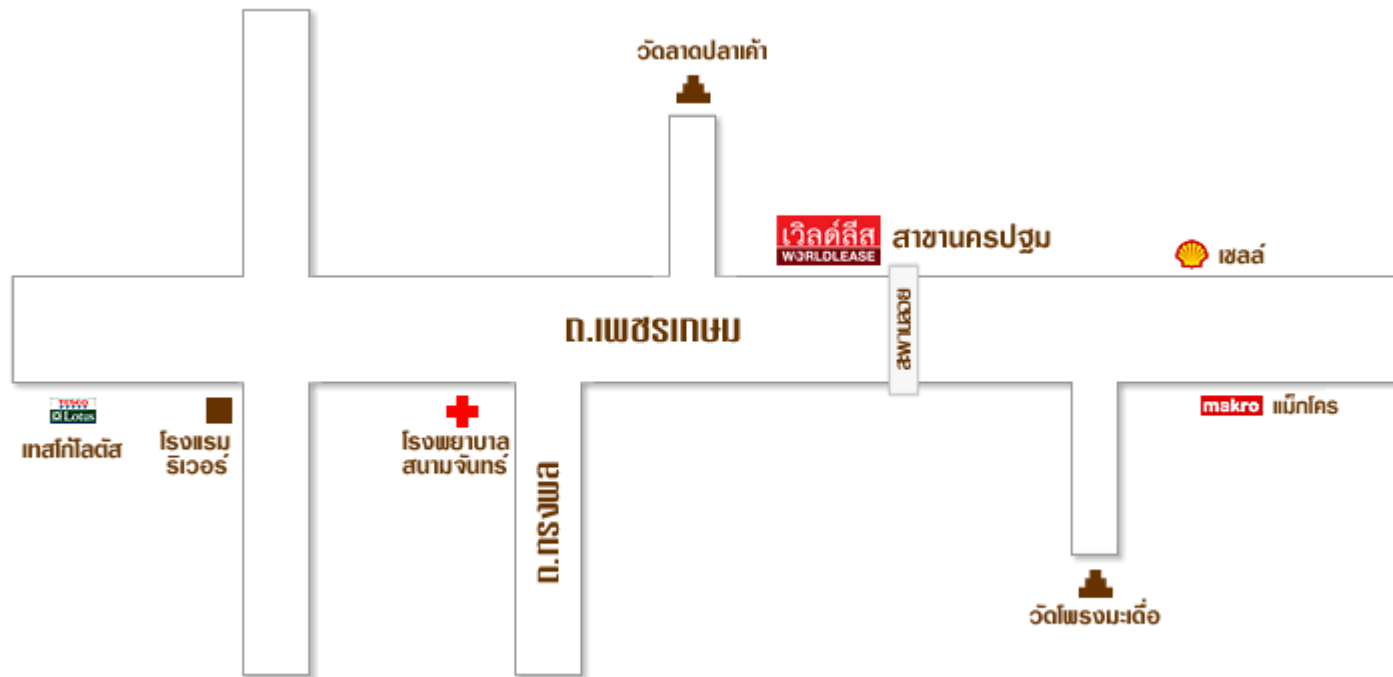 วัดลาดปลาเค้า
เวิลด์ลีส
WORLDLEASE
สาขานครปฐม
เชลล์
ถ.เพชรเกษม
สะพานลอย
TESCO
Lotus
เทสโก้โลตัส
โรงแรม
ริเวอร์
โรงพยาบาล
สนามจันทร์
ถ.ทรงพล
makro แม็กโคร
วัดโพรงมะเดื่อ